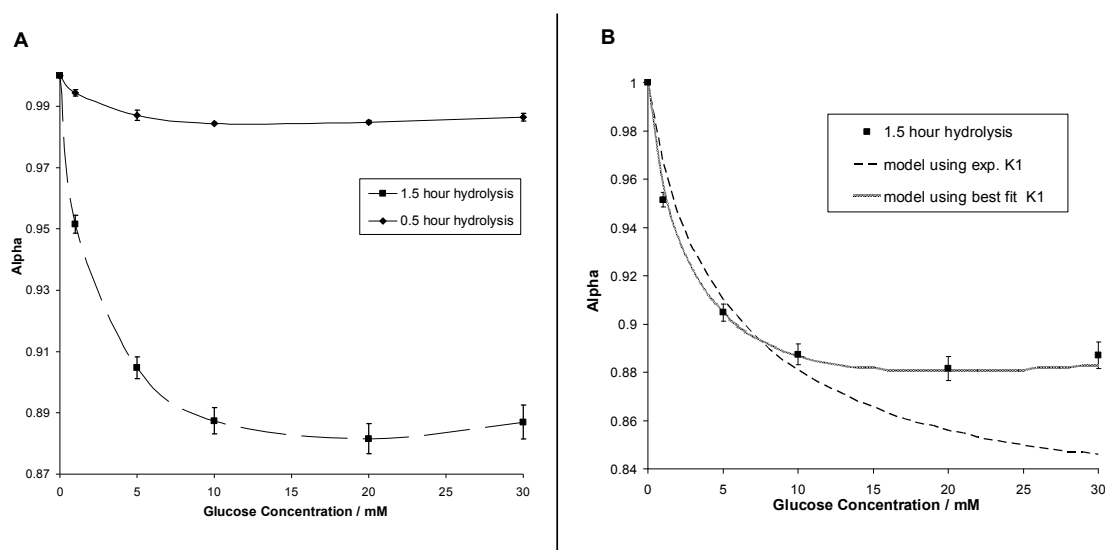 A
0.99
0.97
0.95
0.93
0.91
0.89
0.87
Alpha
0
5
10
15
20
25
30
Glucose Concentration / mM
1.5 hour hydrolysis
0.5 hour hydrolysis
B
1
0.98
0.96
0.94
0.92
0.9
0.88
0.86
0.84
Alpha
0
5
10
15
20
25
30
Glucose Concentration / mM
1.5 hour hydrolysis
model using exp. K1
model using best fit K1